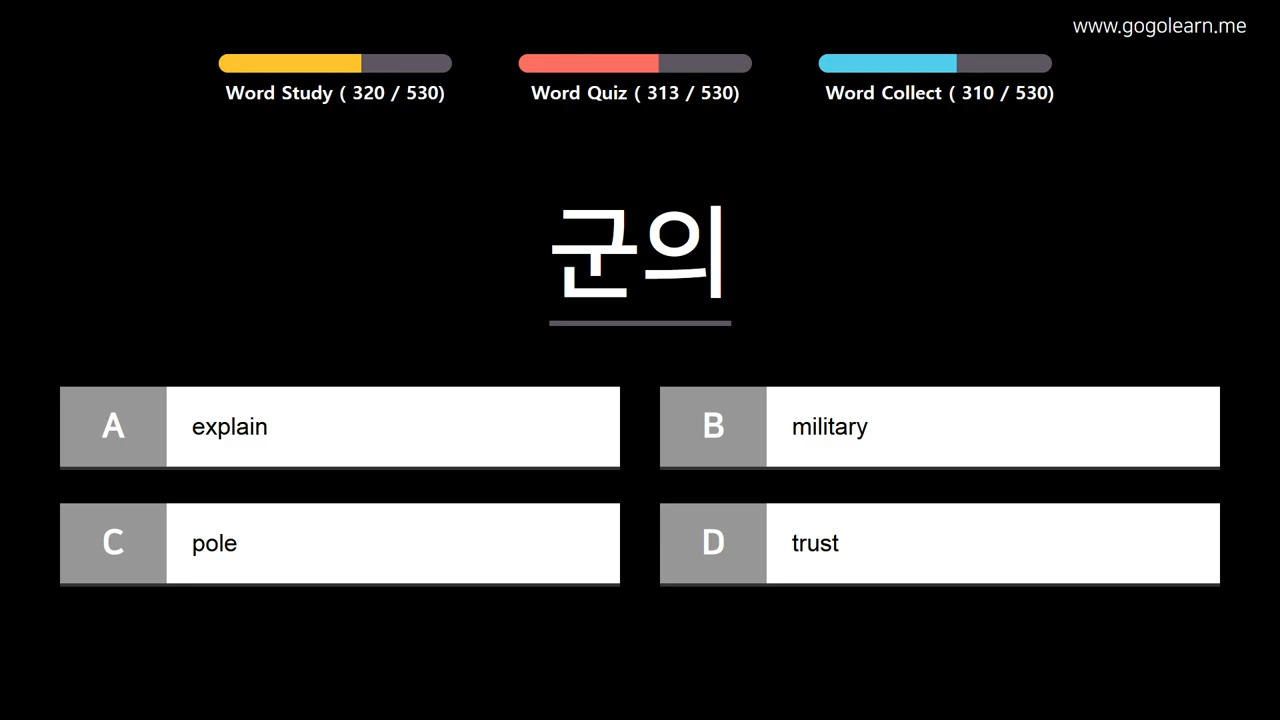 www.gogolearn.me
Word Study ( 320 / 530)
Word Quiz ( 313 / 530)
Word Collect ( 310 / 530)
군의
A explain
B military
C pole
D trust